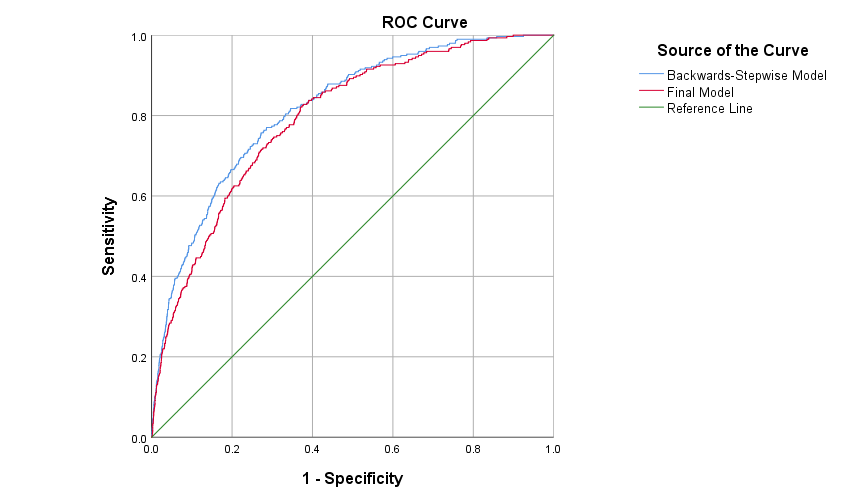 ROC Curve
Source of the Curve
Backwards-Stepwise Model
Final Model
Reference Line
Sensitivity
1.0
0.8
0.6
0.4
0.2
0.0
0.0 0.2 0.4 0.6 0.8 1.0
1 - Specificity